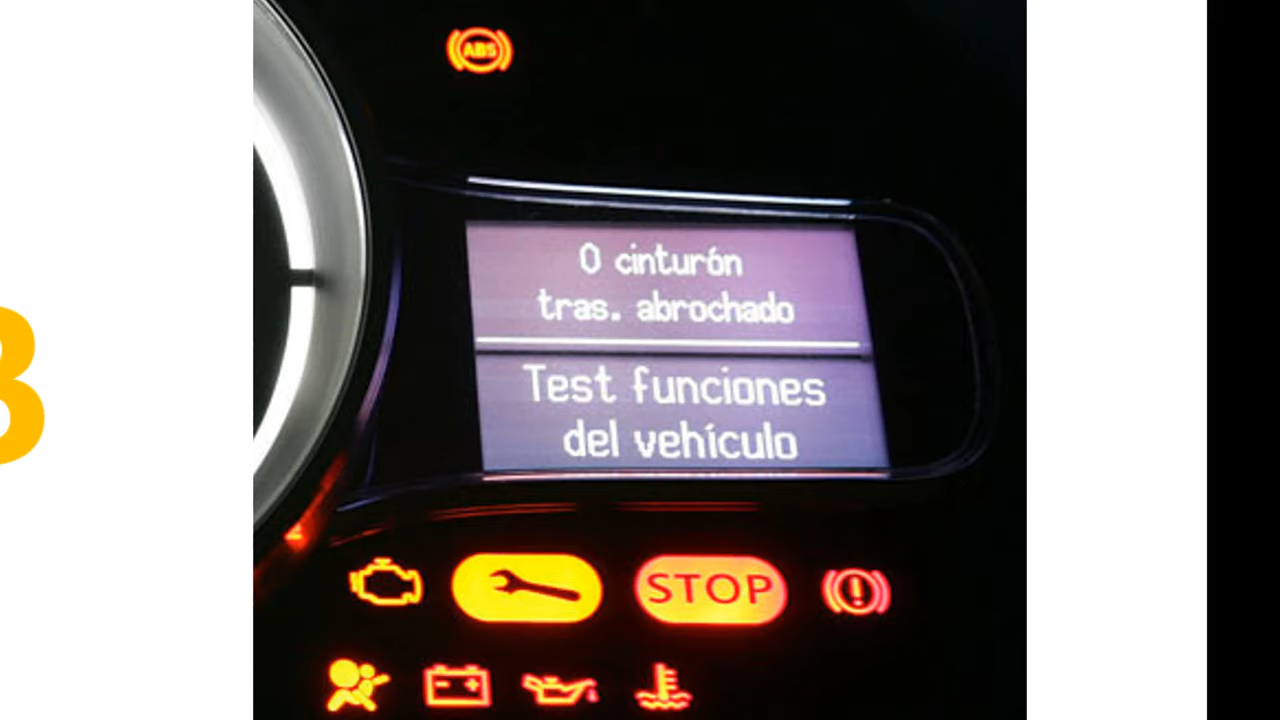 ABS
0 cinturón
tras. abrochado
Test funciones
del vehículo
STOP